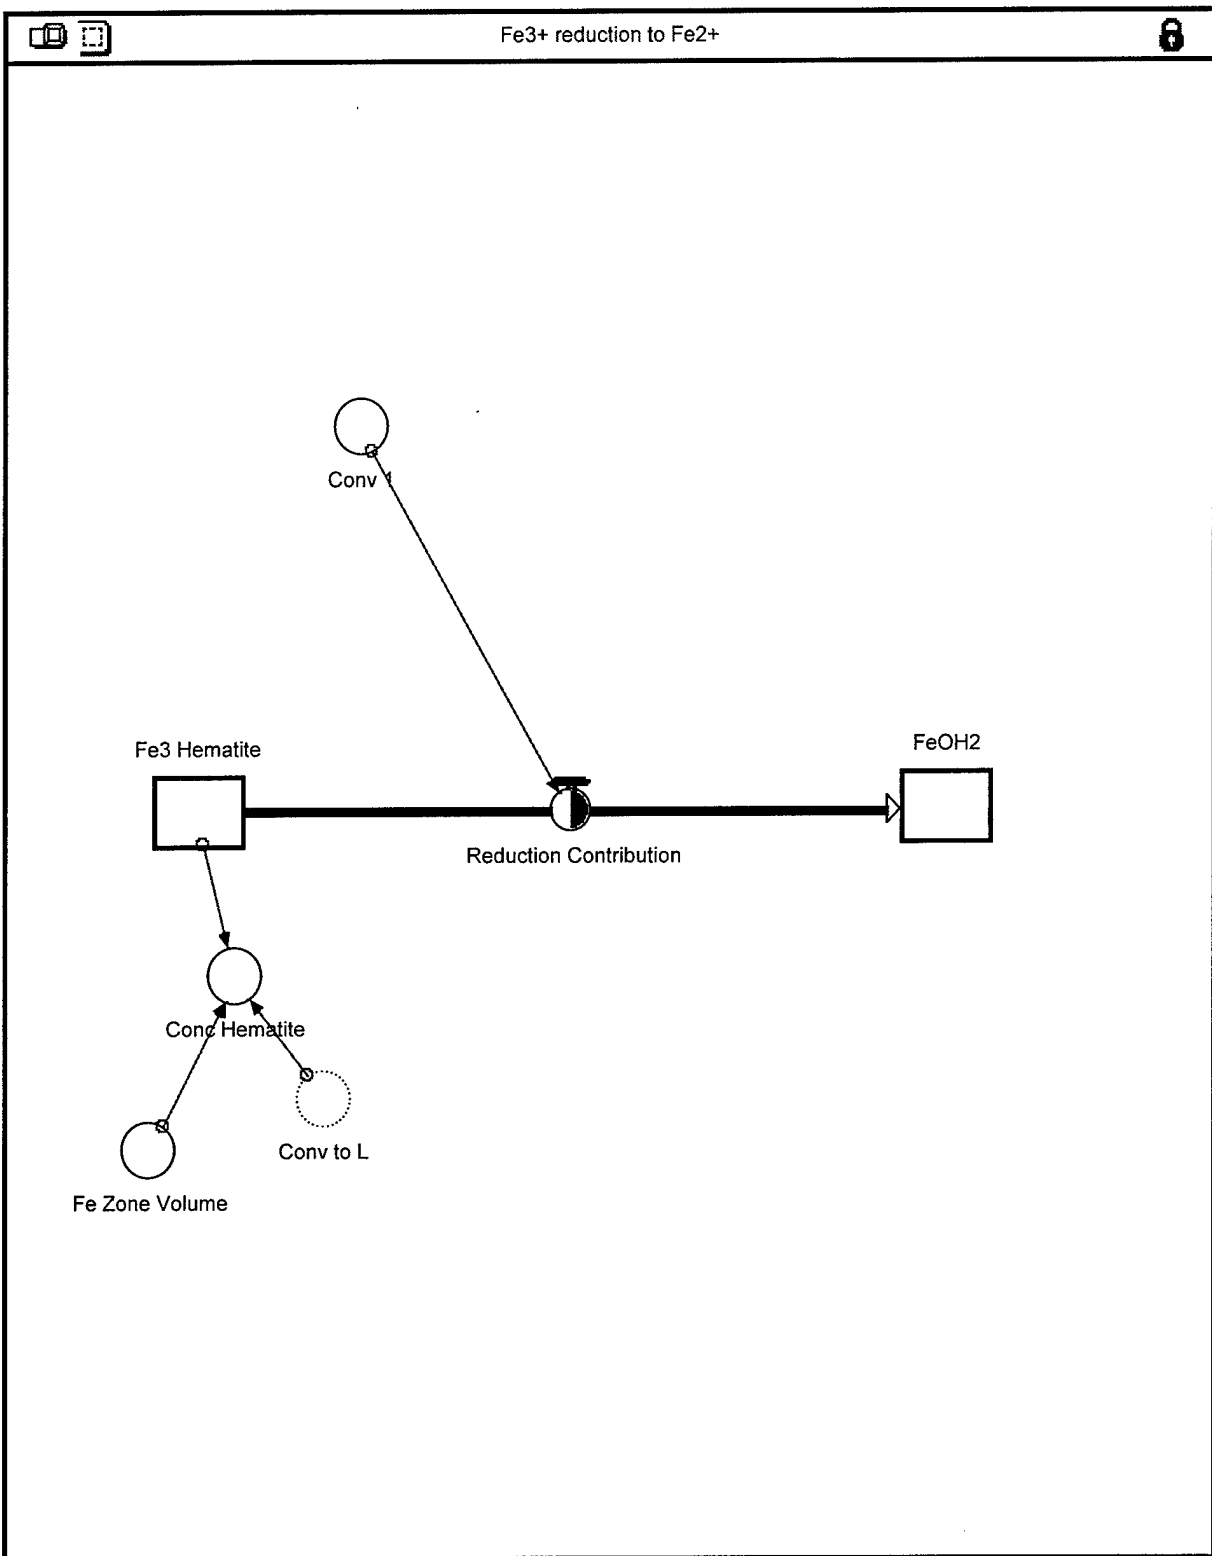 Fe3+ reduction to Fe2+
Conv 1
Fe3 Hematite
FeOH2
Reduction Contribution
Conc Hematite
Conv to L
Fe Zone Volume